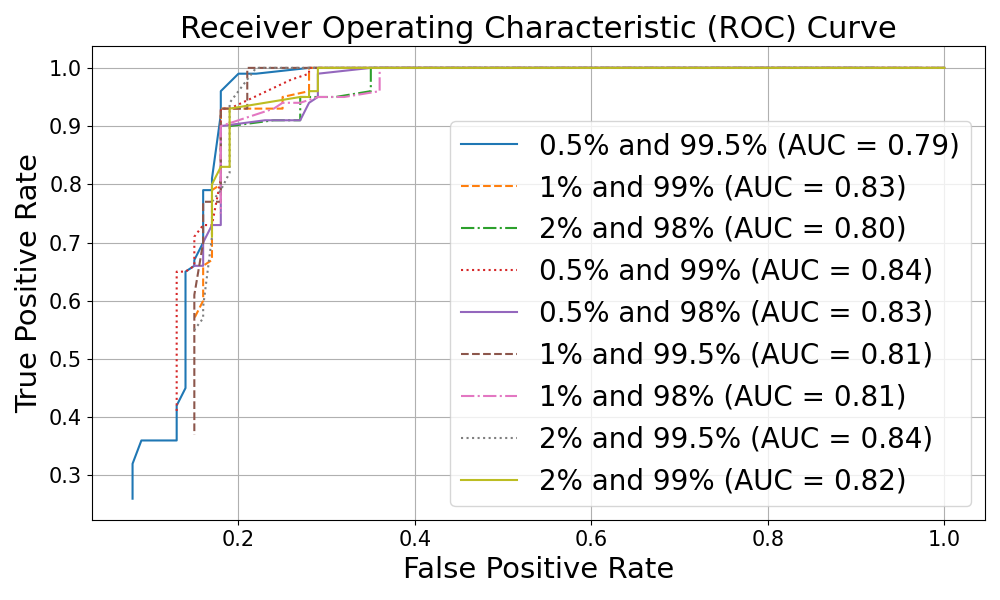 Receiver Operating Characteristic (ROC) Curve
True Positive Rate
1.0
0.9
0.8
0.7
0.6
0.5
0.4
0.3
0.5% and 99.5% (AUC = 0.79)
1% and 99% (AUC = 0.83)
2% and 98% (AUC = 0.80)
0.5% and 99% (AUC = 0.84)
0.5% and 98% (AUC = 0.83)
1% and 99.5% (AUC = 0.81)
1% and 98% (AUC = 0.81)
2% and 99.5% (AUC = 0.84)
2% and 99% (AUC = 0.82)
0.2 0.4 0.6 0.8 1.0
False Positive Rate